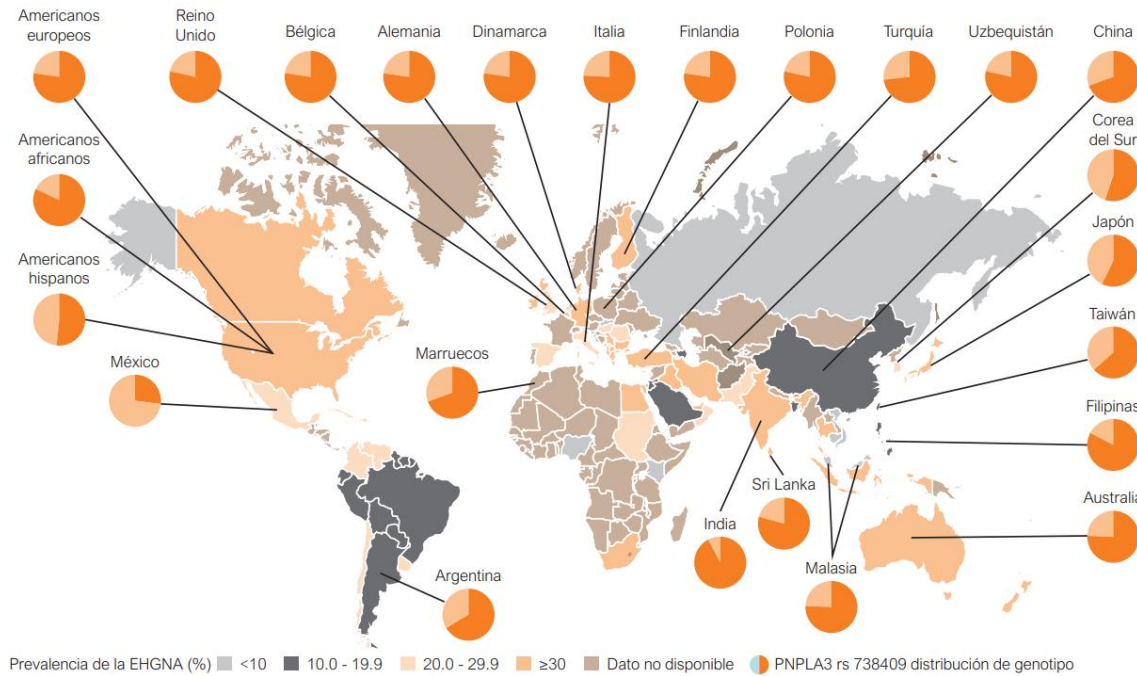 Americanos
europeos
Reino
Unido
Bélgica
Alemania
Dinamarca
Italia
Finlandia
Polonia
Turquía
Uzbequistán
China
Americanos
africanos
Corea
del Sur
Americanos
hispanos
Japón
México
Marruecos
Taiwán
Filipinas
Sri Lanka
India
Australia
Malasia
Argentina
Prevalencia de la EHGNA (%) <10 10.0 - 19.9 20.0 - 29.9 ≥30 Dato no disponible PNPLA3 rs 738409 distribución de genotipo